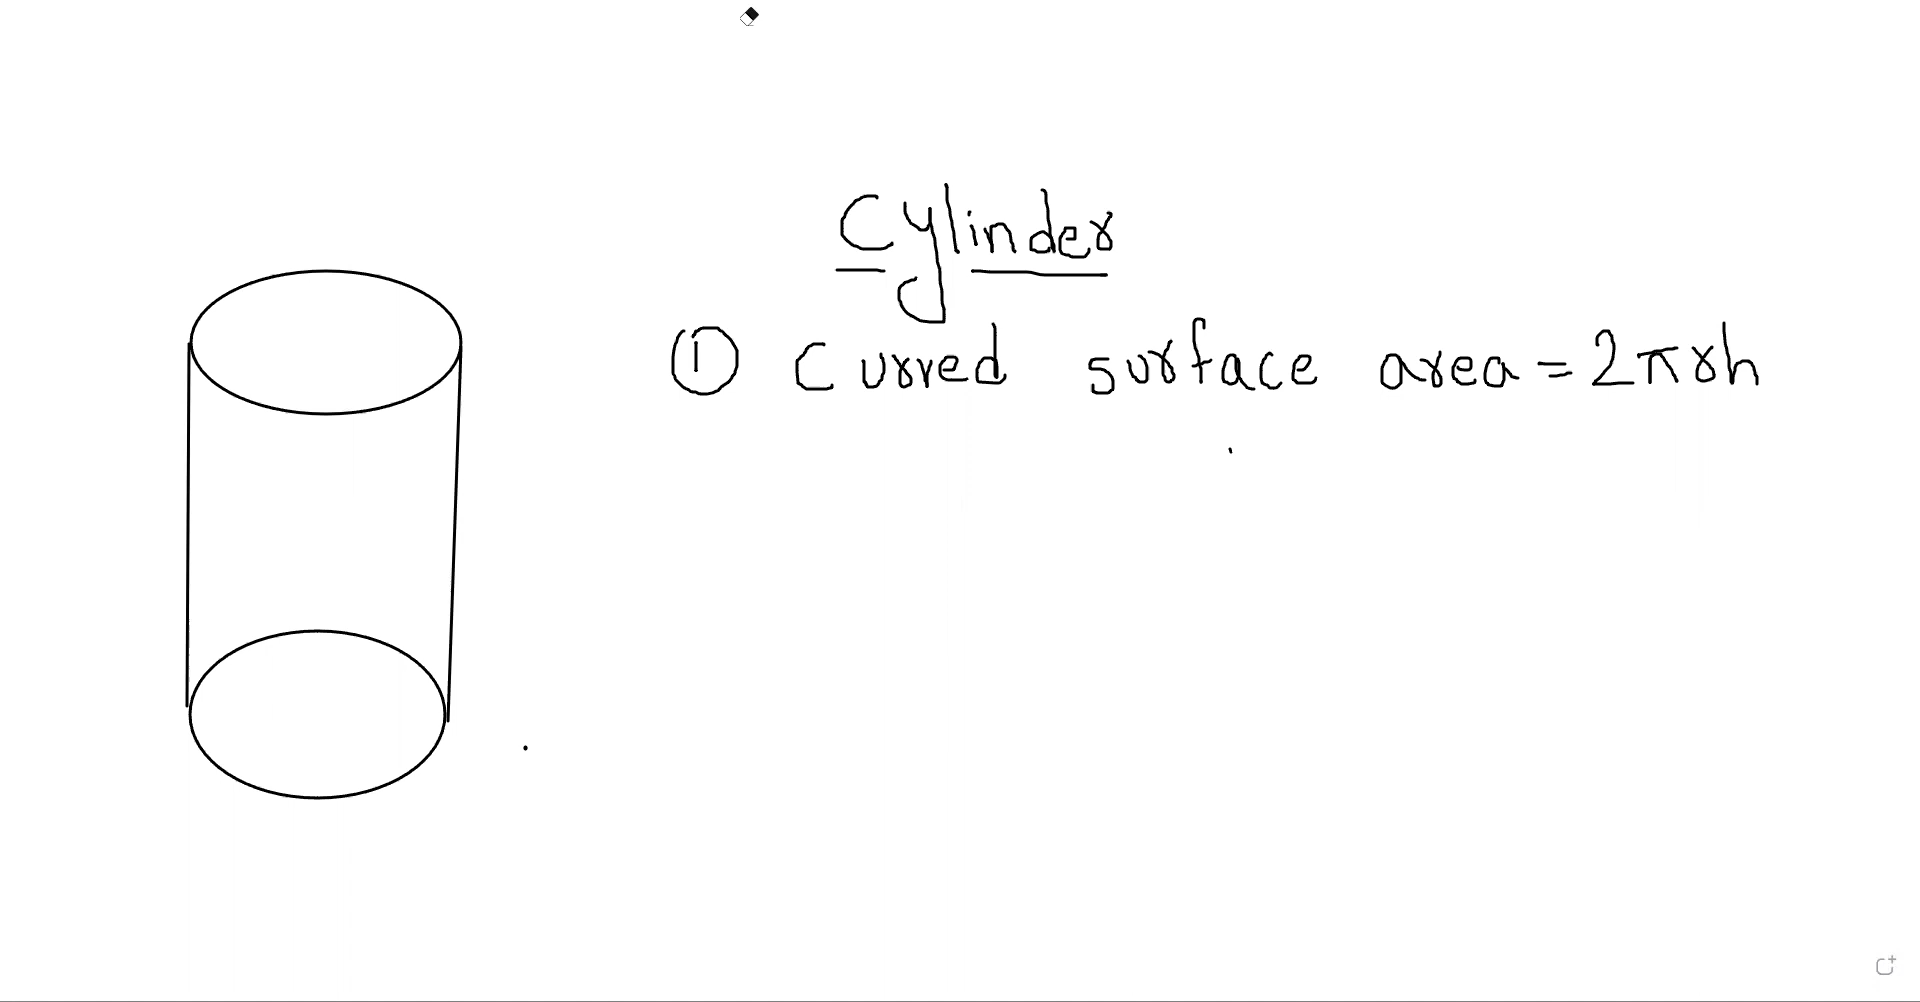 Cylinder
① Curved surface area = 2πrh